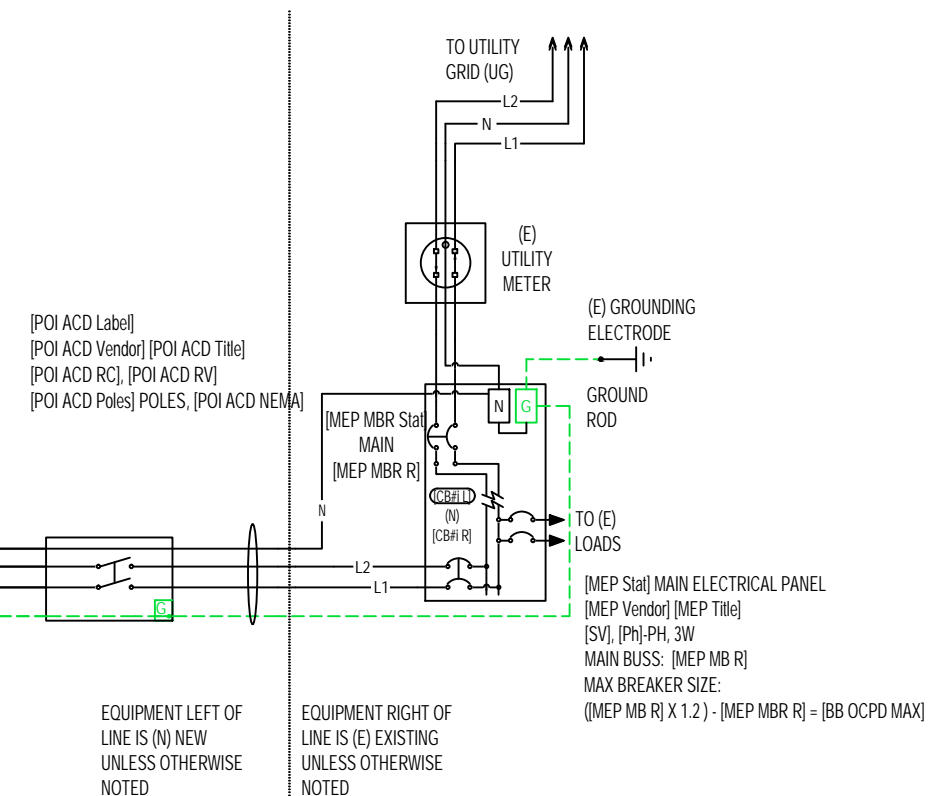 TO UTILITY
GRID (UG)
L2
N
L1
(E)
UTILITY
METER
(E) GROUNDING
ELECTRODE
GROUND
ROD
[POI ACD Label]
[POI ACD Vendor] [POI ACD Title]
[POI ACD RC], [POI ACD RV]
[POI ACD Poles] POLES, [POI ACD NEMA]
N
G
[MEP MBR Stat]
MAIN
[MEP MBR R]
[CB#i L]
(N)
[CB#i R]
N
TO (E)
LOADS
L2
L1
G
[MEP Stat] MAIN ELECTRICAL PANEL
[MEP Vendor] [MEP Title]
[SV], [Ph]-PH, 3W
MAIN BUSS: [MEP MB R]
MAX BREAKER SIZE:
([MEP MB R] X 1.2 ) - [MEP MBR R] = [BB OCPD MAX]
EQUIPMENT LEFT OF
LINE IS (N) NEW
UNLESS OTHERWISE
NOTED
EQUIPMENT RIGHT OF
LINE IS (E) EXISTING
UNLESS OTHERWISE
NOTED